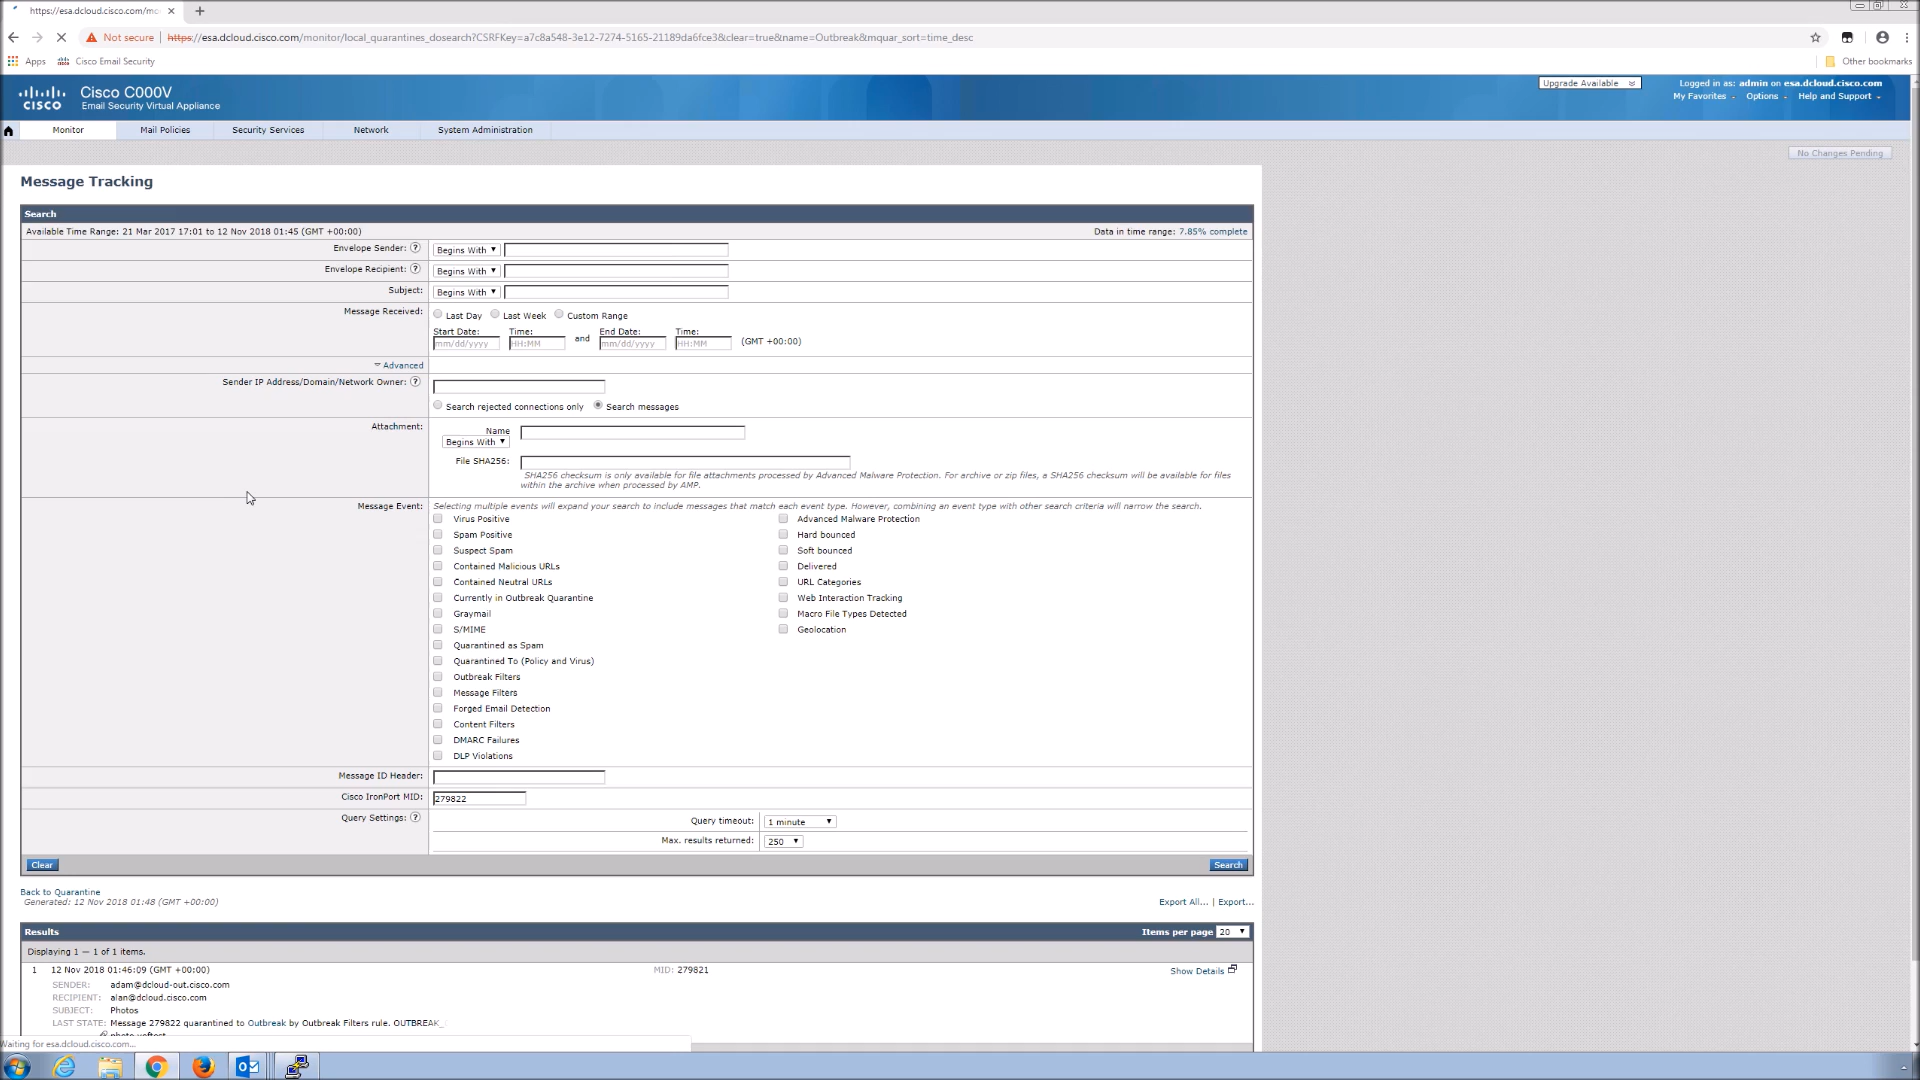 https://esa.dcloud.cisco.com/mo
Not secure | https://esa.dcloud.cisco.com/monitor/local_quarantines_dosearch?CSRFKey=a7c8a548-3e12-7274-5165-21189da6fce3&clear=true&name=Outbreak&mquar_sort=time_desc
Apps Cisco Email Security Other bookmarks
CISCO
Cisco C000V
Email Security Virtual Appliance
Upgrade Available
Logged in as: admin on esa.dcloud.cisco.com
My Favorites Options Help and Support
Monitor Mail Policies Security Services Network System Administration
No Changes Pending
Message Tracking
Search
Available Time Range: 21 Mar 2017 17:01 to 12 Nov 2018 01:45 (GMT +00:00) Data in time range: 7.85% complete
Envelope Sender: ? Begins With
Envelope Recipient: ? Begins With
Subject: Begins With
Message Received: Last Day Last Week Custom Range
Start Date: Time: End Date: Time:
mm/dd/yyyy HH:MM and mm/dd/yyyy HH:MM (GMT +00:00)
Advanced
Sender IP Address/Domain/Network Owner: ?
Search rejected connections only Search messages
Attachment: Name
Begins With
File SHA256:
SHA256 checksum is only available for file attachments processed by Advanced Malware Protection. For archive or zip files, a SHA256 checksum will be available for files
within the archive when processed by AMP.
Message Event: Selecting multiple events will expand your search to include messages that match each event type. However, combining an event type with other search criteria will narrow the search.
Virus Positive Advanced Malware Protection
Spam Positive Hard bounced
Suspect Spam Soft bounced
Contained Malicious URLs Delivered
Contained Neutral URLs URL Categories
Currently in Outbreak Quarantine Web Interaction Tracking
Graymail Macro File Types Detected
S/MIME Geolocation
Quarantined as Spam
Quarantined To (Policy and Virus)
Outbreak Filters
Message Filters
Forged Email Detection
Content Filters
DMARC Failures
DLP Violations
Message ID Header:
Cisco IronPort MID: 279822
Query Settings: ? Query timeout: 1 minute
Max. results returned: 250
Clear Search
Back to Quarantine
Generated: 12 Nov 2018 01:48 (GMT +00:00) Export All... | Export...
Results Items per page 20
Displaying 1 — 1 of 1 items.
1 12 Nov 2018 01:46:09 (GMT +00:00) MID: 279821 Show Details
SENDER: adam@dcloud-out.cisco.com
RECIPIENT: alan@dcloud.cisco.com
SUBJECT: Photos
LAST STATE: Message 279822 quarantined to Outbreak by Outbreak Filters rule. OUTBREAK_
Waiting for esa.dcloud.cisco.com...